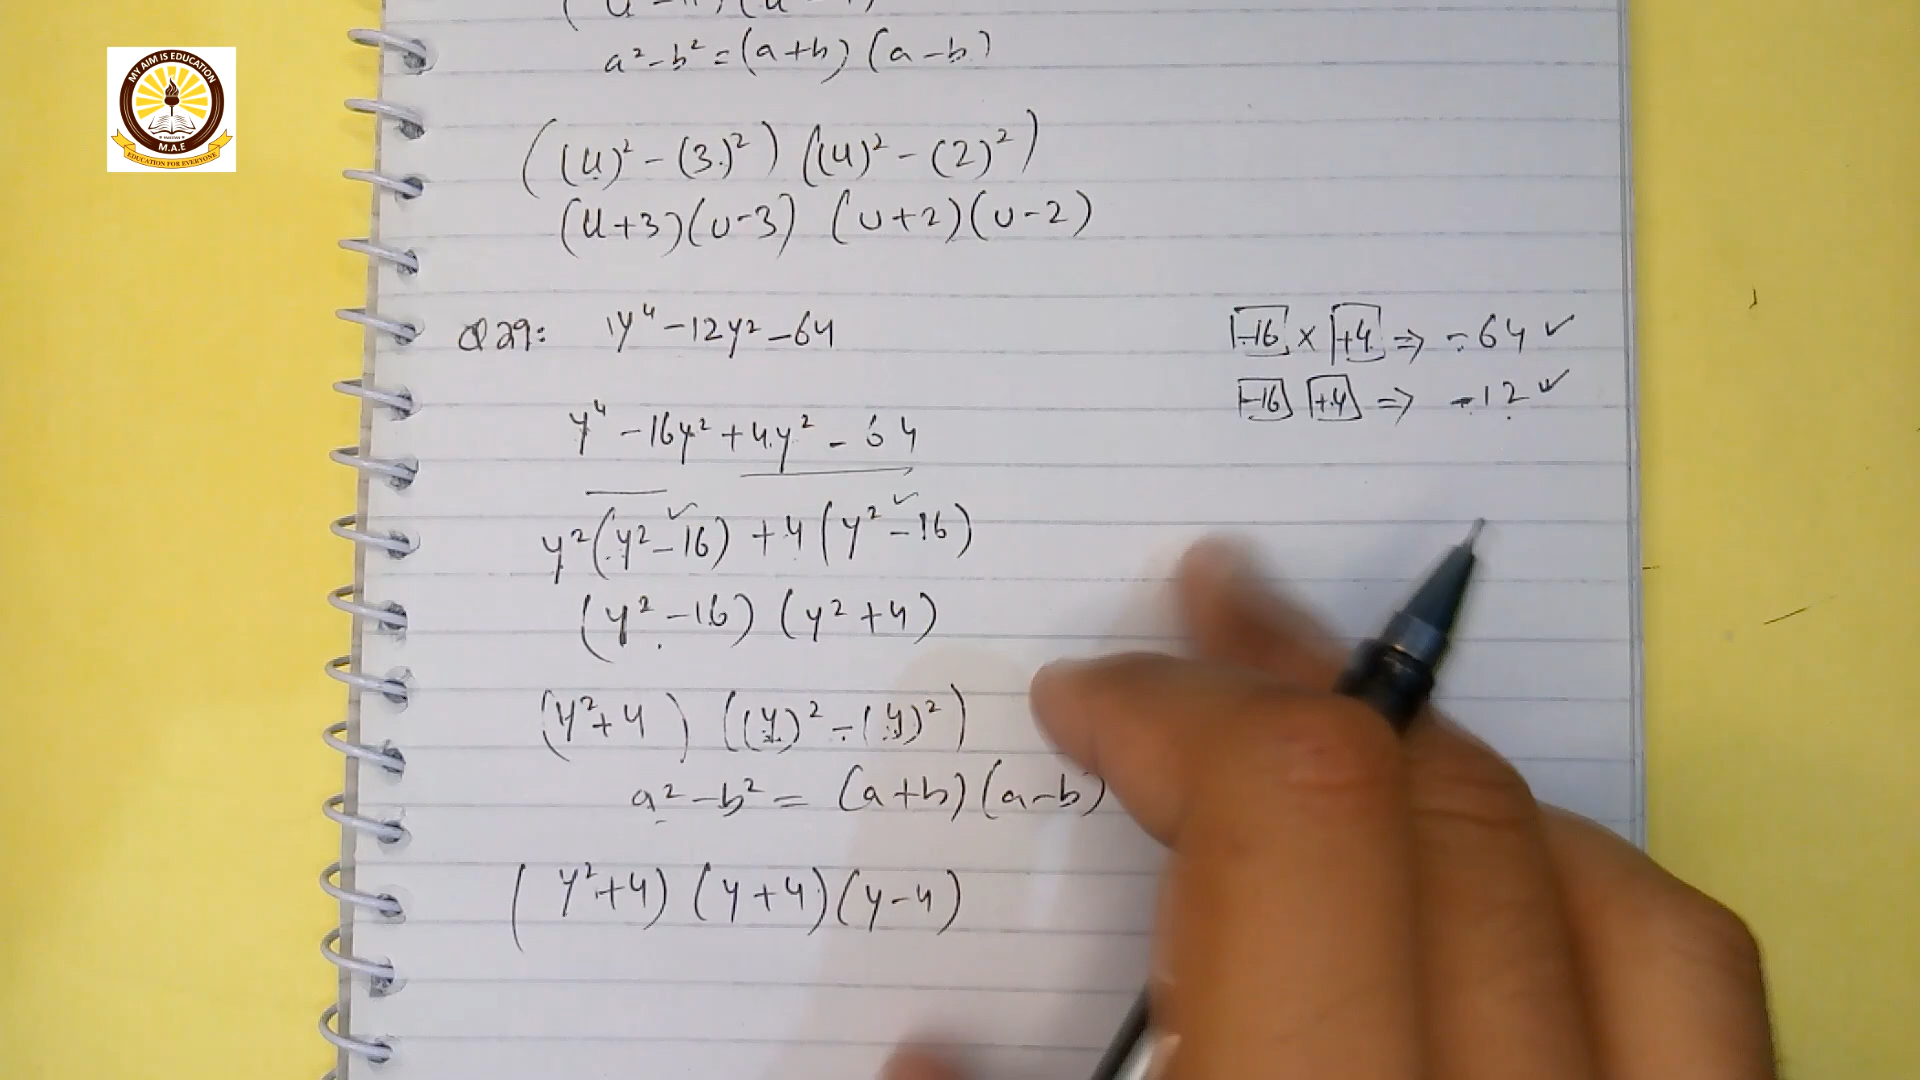 a² - b² = (a+b) (a-b)
((u)² - (3)²) ((u)² - (2)²)
(u+3)(u-3) (u+2)(u-2)
Q29: 1y⁴ - 12y² - 64
-16 × +4 ⇒ -64 ✓
-16 +4 ⇒ -12 ✓
y⁴ - 16y² + 4y² - 64
y²(y² - 16) + 4(y² - 16)
(y² - 16) (y² + 4)
(y² + 4) ((y)² - (4)²)
a² - b² = (a+b)(a-b)
(y² + 4) (y+4)(y-4)
MY AIM IS EDUCATION
M.A.E
EDUCATION FOR EVERYONE